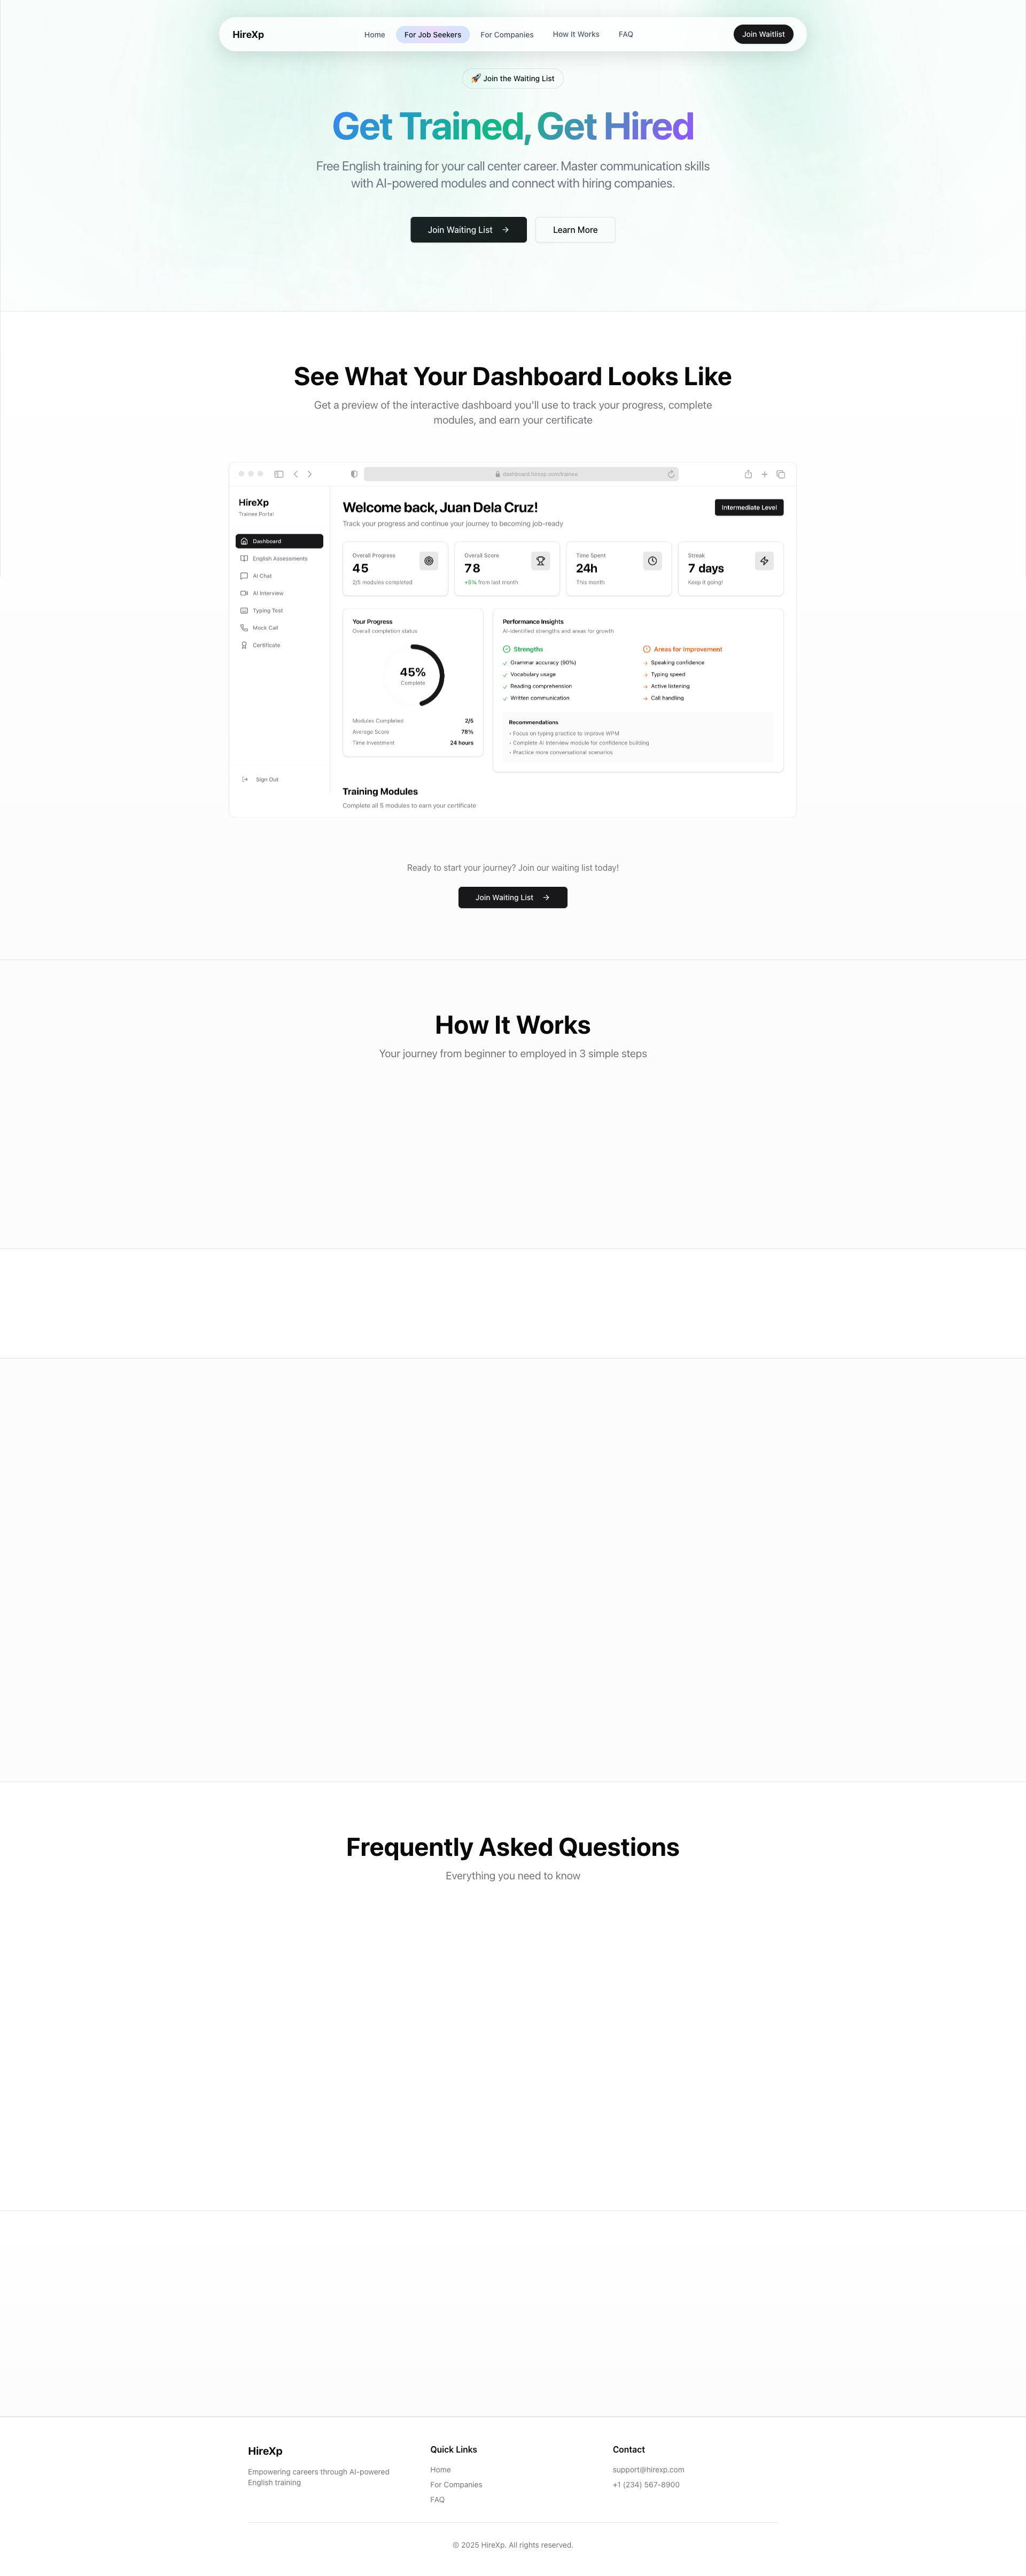 HireXp
Home
For Job Seekers
For Companies
How It Works
FAQ
Join Waitlist
🚀 Join the Waiting List
Get Trained, Get Hired
Free English training for your call center career. Master communication skills
with AI-powered modules and connect with hiring companies.
Join Waiting List →
Learn More
See What Your Dashboard Looks Like
Get a preview of the interactive dashboard you'll use to track your progress, complete
modules, and earn your certificate
dashboard.hirexp.com/trainee
HireXp
Trainee Portal
Dashboard
English Assessments
AI Chat
AI Interview
Typing Test
Mock Call
Certificate
Sign Out
Welcome back, Juan Dela Cruz!
Track your progress and continue your journey to becoming job-ready
Intermediate Level
Overall Progress
45
2/5 modules completed
Overall Score
78
+5% from last month
Time Spent
24h
This month
Streak
7 days
Keep it going!
Your Progress
Overall completion status
45%
Complete
Modules Completed 2/5
Average Score 78%
Time Investment 24 hours
Performance Insights
AI-identified strengths and areas for growth
Strengths
Grammar accuracy (90%)
Vocabulary usage
Reading comprehension
Written communication
Areas for Improvement
Speaking confidence
Typing speed
Active listening
Call handling
Recommendations
• Focus on typing practice to improve WPM
• Complete AI Interview module for confidence building
• Practice more conversational scenarios
Training Modules
Complete all 5 modules to earn your certificate
Ready to start your journey? Join our waiting list today!
Join Waiting List →
How It Works
Your journey from beginner to employed in 3 simple steps
Frequently Asked Questions
Everything you need to know
HireXp
Empowering careers through AI-powered
English training
Quick Links
Home
For Companies
FAQ
Contact
support@hirexp.com
+1 (234) 567-8900
© 2025 HireXp. All rights reserved.